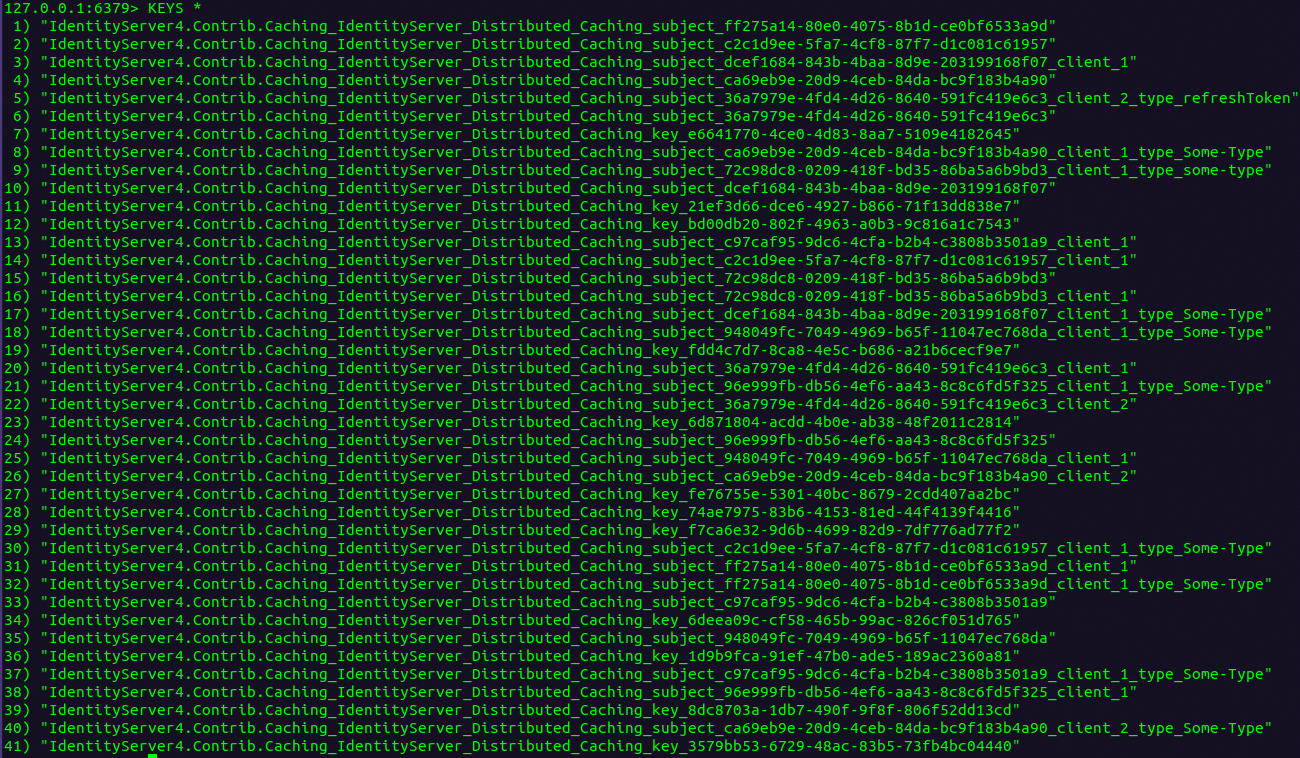 127.0.0.1:6379> KEYS *
1) "IdentityServer4.Contrib.Caching_IdentityServer_Distributed_Caching_subject_ff275a14-80e0-4075-8b1d-ce0bf6533a9d"
2) "IdentityServer4.Contrib.Caching_IdentityServer_Distributed_Caching_subject_c2c1d9ee-5fa7-4cf8-87f7-d1c081c61957"
3) "IdentityServer4.Contrib.Caching_IdentityServer_Distributed_Caching_subject_dcef1684-843b-4baa-8d9e-203199168f07_client_1"
4) "IdentityServer4.Contrib.Caching_IdentityServer_Distributed_Caching_subject_ca69eb9e-20d9-4ceb-84da-bc9f183b4a90"
5) "IdentityServer4.Contrib.Caching_IdentityServer_Distributed_Caching_subject_36a7979e-4fd4-4d26-8640-591fc419e6c3_client_2_type_refreshToken"
6) "IdentityServer4.Contrib.Caching_IdentityServer_Distributed_Caching_subject_36a7979e-4fd4-4d26-8640-591fc419e6c3"
7) "IdentityServer4.Contrib.Caching_IdentityServer_Distributed_Caching_key_e6641770-4ce0-4d83-8aa7-5109e4182645"
8) "IdentityServer4.Contrib.Caching_IdentityServer_Distributed_Caching_subject_ca69eb9e-20d9-4ceb-84da-bc9f183b4a90_client_1_type_Some-Type"
9) "IdentityServer4.Contrib.Caching_IdentityServer_Distributed_Caching_subject_72c98dc8-0209-418f-bd35-86ba5a6b9bd3_client_1_type_some-type"
10) "IdentityServer4.Contrib.Caching_IdentityServer_Distributed_Caching_subject_dcef1684-843b-4baa-8d9e-203199168f07"
11) "IdentityServer4.Contrib.Caching_IdentityServer_Distributed_Caching_key_21ef3d66-dce6-4927-b866-71f13dd838e7"
12) "IdentityServer4.Contrib.Caching_IdentityServer_Distributed_Caching_key_bd00db20-802f-4963-a0b3-9c816a1c7543"
13) "IdentityServer4.Contrib.Caching_IdentityServer_Distributed_Caching_subject_c97caf95-9dc6-4cfa-b2b4-c3808b3501a9_client_1"
14) "IdentityServer4.Contrib.Caching_IdentityServer_Distributed_Caching_subject_c2c1d9ee-5fa7-4cf8-87f7-d1c081c61957_client_1"
15) "IdentityServer4.Contrib.Caching_IdentityServer_Distributed_Caching_subject_72c98dc8-0209-418f-bd35-86ba5a6b9bd3"
16) "IdentityServer4.Contrib.Caching_IdentityServer_Distributed_Caching_subject_72c98dc8-0209-418f-bd35-86ba5a6b9bd3_client_1"
17) "IdentityServer4.Contrib.Caching_IdentityServer_Distributed_Caching_subject_dcef1684-843b-4baa-8d9e-203199168f07_client_1_type_Some-Type"
18) "IdentityServer4.Contrib.Caching_IdentityServer_Distributed_Caching_subject_948049fc-7049-4969-b65f-11047ec768da_client_1_type_Some-Type"
19) "IdentityServer4.Contrib.Caching_IdentityServer_Distributed_Caching_key_fdd4c7d7-8ca8-4e5c-b686-a21b6cecf9e7"
20) "IdentityServer4.Contrib.Caching_IdentityServer_Distributed_Caching_subject_36a7979e-4fd4-4d26-8640-591fc419e6c3_client_1"
21) "IdentityServer4.Contrib.Caching_IdentityServer_Distributed_Caching_subject_96e999fb-db56-4ef6-aa43-8c8c6fd5f325_client_1_type_Some-Type"
22) "IdentityServer4.Contrib.Caching_IdentityServer_Distributed_Caching_subject_36a7979e-4fd4-4d26-8640-591fc419e6c3_client_2"
23) "IdentityServer4.Contrib.Caching_IdentityServer_Distributed_Caching_key_6d871804-acdd-4b0e-ab38-48f2011c2814"
24) "IdentityServer4.Contrib.Caching_IdentityServer_Distributed_Caching_subject_96e999fb-db56-4ef6-aa43-8c8c6fd5f325"
25) "IdentityServer4.Contrib.Caching_IdentityServer_Distributed_Caching_subject_948049fc-7049-4969-b65f-11047ec768da_client_1"
26) "IdentityServer4.Contrib.Caching_IdentityServer_Distributed_Caching_subject_ca69eb9e-20d9-4ceb-84da-bc9f183b4a90_client_2"
27) "IdentityServer4.Contrib.Caching_IdentityServer_Distributed_Caching_key_fe76755e-5301-40bc-8679-2cdd407aa2bc"
28) "IdentityServer4.Contrib.Caching_IdentityServer_Distributed_Caching_key_74ae7975-83b6-4153-81ed-44f4139f4416"
29) "IdentityServer4.Contrib.Caching_IdentityServer_Distributed_Caching_key_f7ca6e32-9d6b-4699-82d9-7df776ad77f2"
30) "IdentityServer4.Contrib.Caching_IdentityServer_Distributed_Caching_subject_c2c1d9ee-5fa7-4cf8-87f7-d1c081c61957_client_1_type_Some-Type"
31) "IdentityServer4.Contrib.Caching_IdentityServer_Distributed_Caching_subject_ff275a14-80e0-4075-8b1d-ce0bf6533a9d_client_1"
32) "IdentityServer4.Contrib.Caching_IdentityServer_Distributed_Caching_subject_ff275a14-80e0-4075-8b1d-ce0bf6533a9d_client_1_type_Some-Type"
33) "IdentityServer4.Contrib.Caching_IdentityServer_Distributed_Caching_subject_c97caf95-9dc6-4cfa-b2b4-c3808b3501a9"
34) "IdentityServer4.Contrib.Caching_IdentityServer_Distributed_Caching_key_6deea09c-cf58-465b-99ac-826cf051d765"
35) "IdentityServer4.Contrib.Caching_IdentityServer_Distributed_Caching_subject_948049fc-7049-4969-b65f-11047ec768da"
36) "IdentityServer4.Contrib.Caching_IdentityServer_Distributed_Caching_key_1d9b9fca-91ef-47b0-ade5-189ac2360a81"
37) "IdentityServer4.Contrib.Caching_IdentityServer_Distributed_Caching_subject_c97caf95-9dc6-4cfa-b2b4-c3808b3501a9_client_1_type_Some-Type"
38) "IdentityServer4.Contrib.Caching_IdentityServer_Distributed_Caching_subject_96e999fb-db56-4ef6-aa43-8c8c6fd5f325_client_1"
39) "IdentityServer4.Contrib.Caching_IdentityServer_Distributed_Caching_key_8dc8703a-1db7-490f-9f8f-806f52dd13cd"
40) "IdentityServer4.Contrib.Caching_IdentityServer_Distributed_Caching_subject_ca69eb9e-20d9-4ceb-84da-bc9f183b4a90_client_2_type_Some-Type"
41) "IdentityServer4.Contrib.Caching_IdentityServer_Distributed_Caching_key_3579bb53-6729-48ac-83b5-73fb4bc04440"